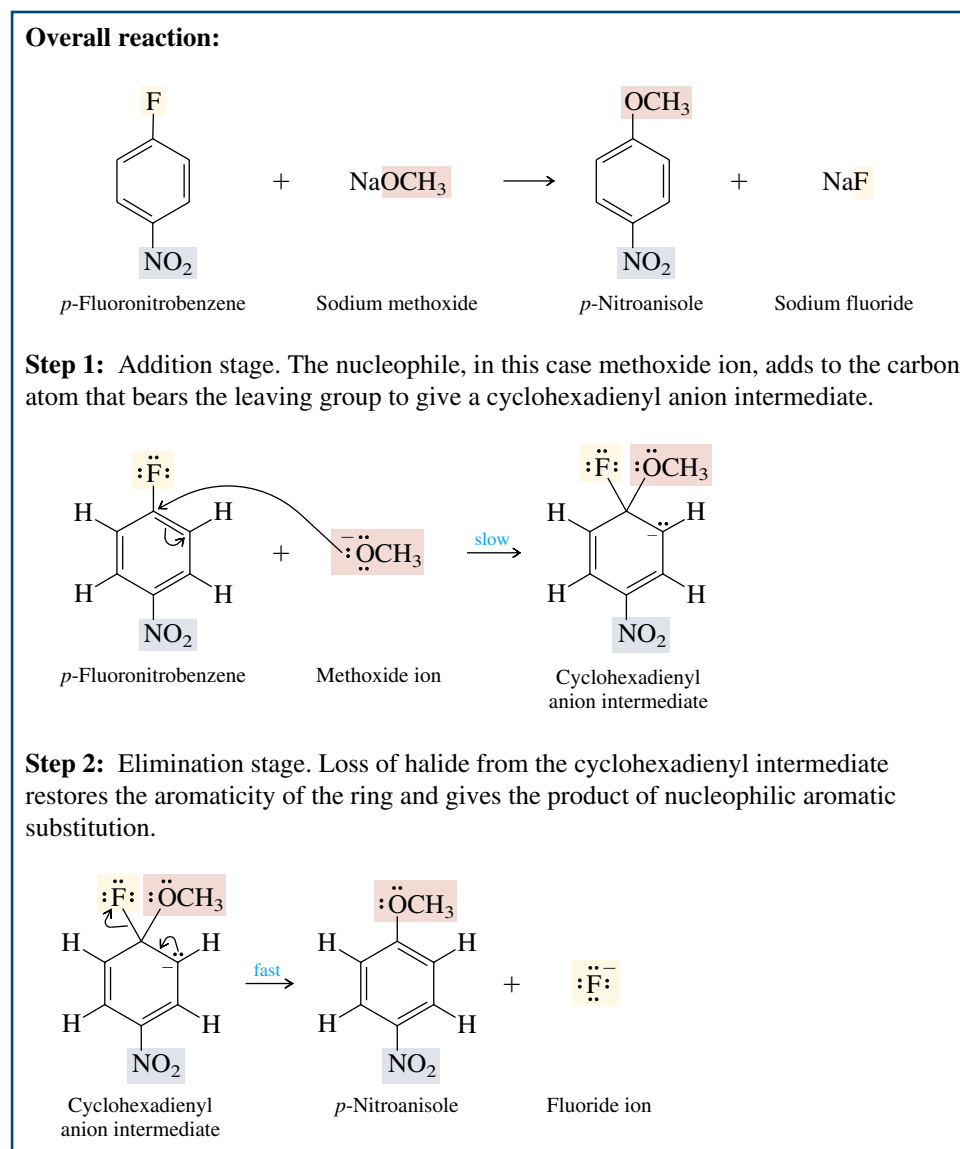 Overall reaction:
F
OCH3
+ NaOCH3 + NaF
NO2
NO2
p-Fluoronitrobenzene Sodium methoxide p-Nitroanisole Sodium fluoride
Step 1: Addition stage. The nucleophile, in this case methoxide ion, adds to the carbon
atom that bears the leaving group to give a cyclohexadienyl anion intermediate.
F
F OCH3
H H
H H
+ − OCH3 slow −
H H
H H
NO2
NO2
p-Fluoronitrobenzene Methoxide ion Cyclohexadienyl
anion intermediate
Step 2: Elimination stage. Loss of halide from the cyclohexadienyl intermediate
restores the aromaticity of the ring and gives the product of nucleophilic aromatic
substitution.
F OCH3
OCH3
H H
H H
− fast + F −
H H
H H
NO2
NO2
Cyclohexadienyl p-Nitroanisole Fluoride ion
anion intermediate